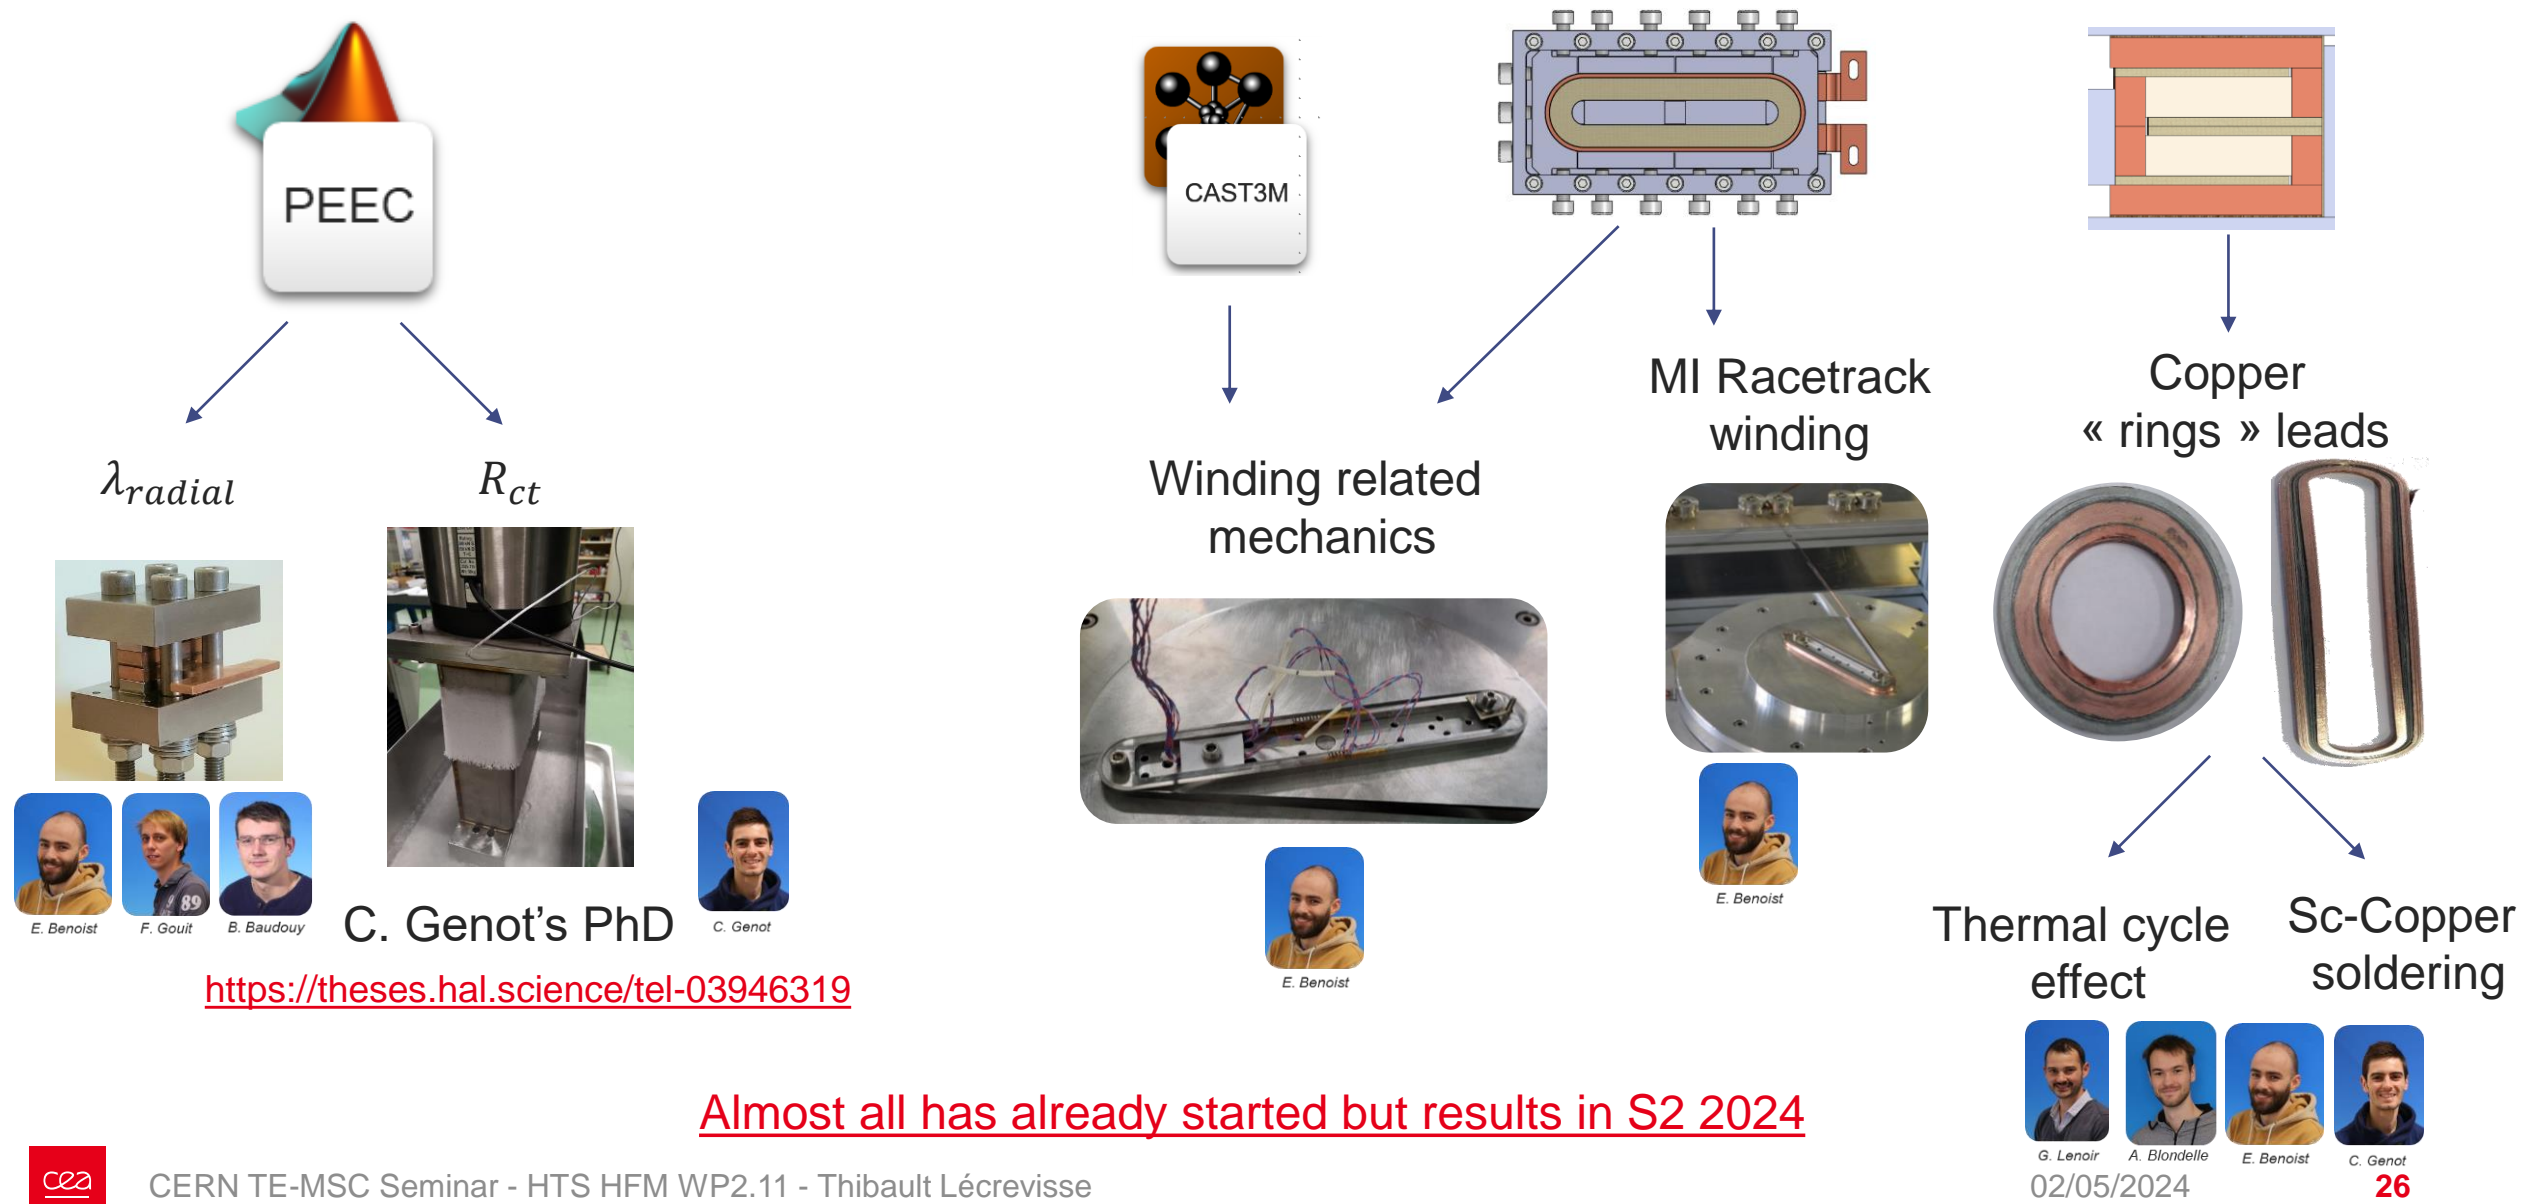 PEEC
CAST3M
λradial
Rct
Winding related
mechanics
MI Racetrack
winding
Copper
« rings » leads
89
E. Benoist
F. Gouit
B. Baudouy
C. Genot's PhD
C. Genot
https://theses.hal.science/tel-03946319
E. Benoist
E. Benoist
Thermal cycle
effect
Sc-Copper
soldering
G. Lenoir
A. Blondelle
E. Benoist
C. Genot
Almost all has already started but results in S2 2024
cea
CERN TE-MSC Seminar - HTS HFM WP2.11 - Thibault Lécrevisse
02/05/2024
26